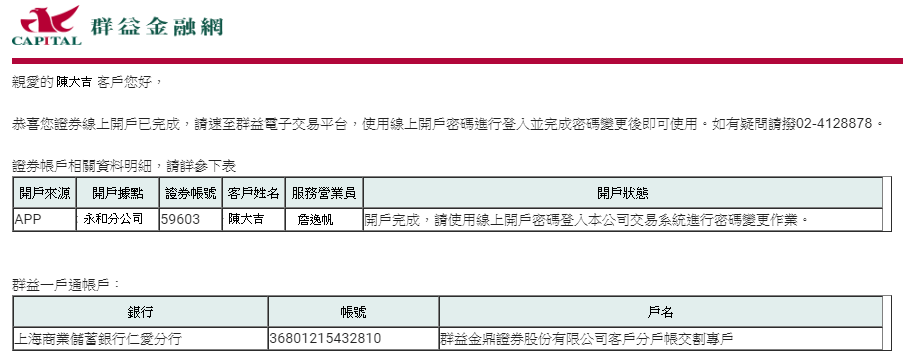 CAPITAL 群益金融網
親愛的 陳大吉 客戶您好，
恭喜您證券線上開戶已完成，請速至群益電子交易平台，使用線上開戶密碼進行登入並完成密碼變更後即可使用。如有疑問請撥02-4128878。
證券帳戶相關資料明細，請詳參下表
開戶來源 開戶據點 證券帳號 客戶姓名 服務營業員 開戶狀態
APP 永和分公司 59603 陳大吉 詹逸帆 開戶完成，請使用線上開戶密碼登入本公司交易系統進行密碼變更作業。
群益一戶通帳戶：
銀行 帳號 戶名
上海商業儲蓄銀行仁愛分行 36801215432810 群益金鼎證券股份有限公司客戶分戶帳交割專戶